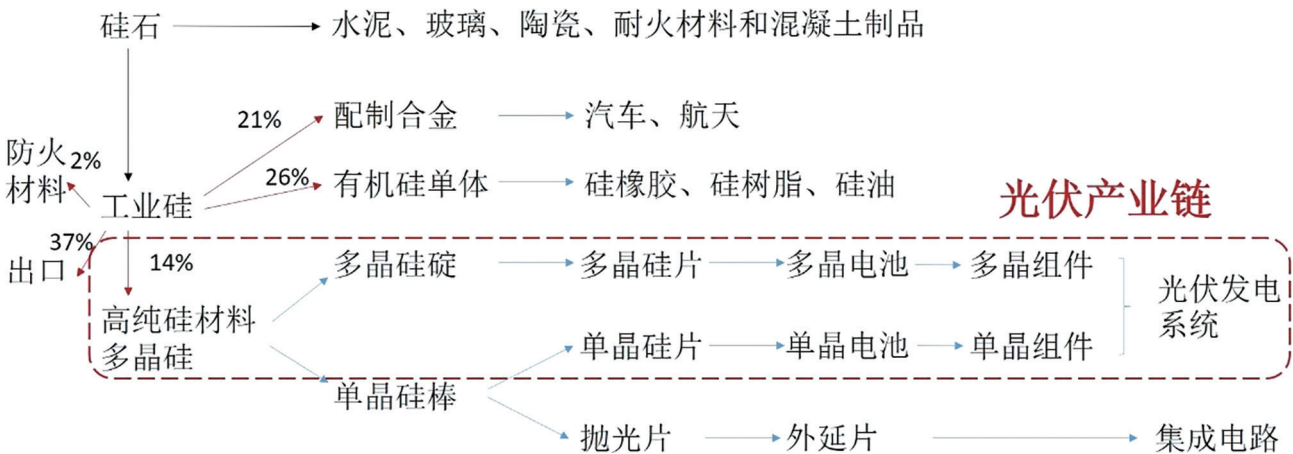 硅石
水泥、玻璃、陶瓷、耐火材料和混凝土制品
21%
配制合金
汽车、航天
防火
材料
2%
26%
有机硅单体
硅橡胶、硅树脂、硅油
工业硅
光伏产业链
37%
出口
14%
多晶硅碇
多晶硅片
多晶电池
多晶组件
高纯硅材料
多晶硅
光伏发电
系统
单晶硅片
单晶电池
单晶组件
单晶硅棒
抛光片
外延片
集成电路